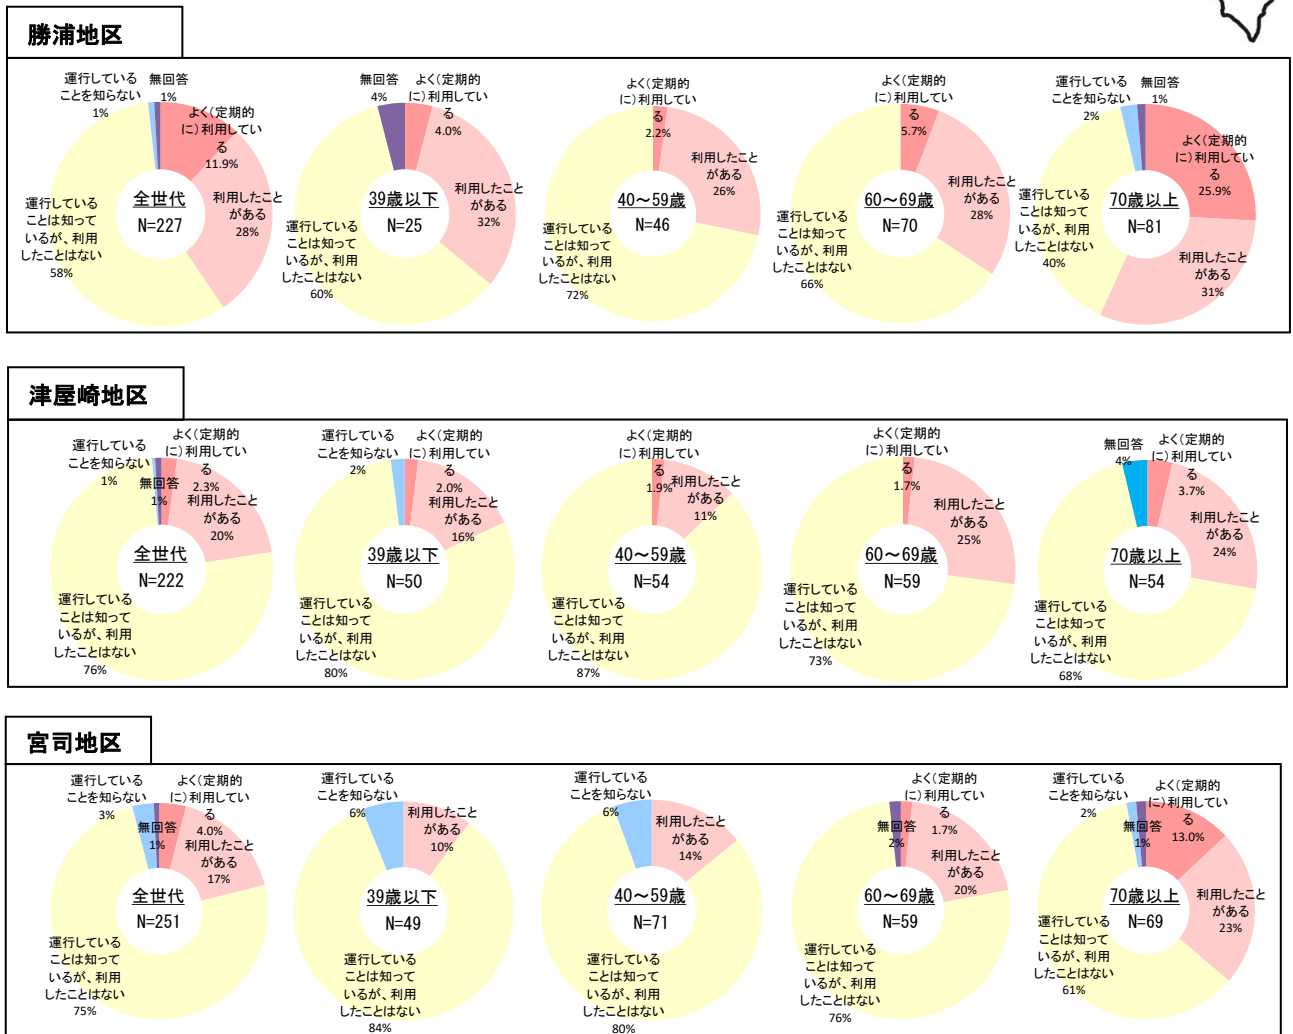 勝浦地区
運行している
ことを知らない
1%
無回答
1%
よく(定期的
に)利用してい
る
11.9%
利用したこと
がある
28%
運行している
ことは知って
いるが、利用
したことはない
58%
全世代
N=227
無回答
4%
よく(定期的
に)利用してい
る
4.0%
利用したこと
がある
32%
運行している
ことは知って
いるが、利用
したことはない
60%
39歳以下
N=25
よく(定期的
に)利用してい
る
2.2%
利用したこと
がある
26%
運行している
ことは知って
いるが、利用
したことはない
72%
40～59歳
N=46
よく(定期的
に)利用してい
る
5.7%
利用したこと
がある
28%
運行している
ことは知って
いるが、利用
したことはない
66%
60～69歳
N=70
運行している
ことを知らない
2%
無回答
1%
よく(定期的
に)利用してい
る
25.9%
利用したこと
がある
31%
運行している
ことは知って
いるが、利用
したことはない
40%
70歳以上
N=81
津屋崎地区
運行している
ことを知らない
1%
無回答
1%
よく(定期的
に)利用してい
る
2.3%
利用したこと
がある
20%
運行している
ことは知って
いるが、利用
したことはない
76%
全世代
N=222
運行している
ことを知らない
2%
よく(定期的
に)利用してい
る
2.0%
利用したこと
がある
16%
運行している
ことは知って
いるが、利用
したことはない
80%
39歳以下
N=50
よく(定期的
に)利用してい
る
1.9%
利用したこと
がある
11%
運行している
ことは知って
いるが、利用
したことはない
87%
40～59歳
N=54
よく(定期的
に)利用してい
る
1.7%
利用したこと
がある
25%
運行している
ことは知って
いるが、利用
したことはない
73%
60～69歳
N=59
無回答
4%
よく(定期的
に)利用してい
る
3.7%
利用したこと
がある
24%
運行している
ことは知って
いるが、利用
したことはない
68%
70歳以上
N=54
宮司地区
運行している
ことを知らない
3%
無回答
1%
よく(定期的
に)利用してい
る
4.0%
利用したこと
がある
17%
運行している
ことは知って
いるが、利用
したことはない
75%
全世代
N=251
運行している
ことを知らない
6%
利用したこと
がある
10%
運行している
ことは知って
いるが、利用
したことはない
84%
39歳以下
N=49
運行している
ことを知らない
6%
利用したこと
がある
14%
運行している
ことは知って
いるが、利用
したことはない
80%
40～59歳
N=71
無回答
2%
よく(定期的
に)利用してい
る
1.7%
利用したこと
がある
20%
運行している
ことは知って
いるが、利用
したことはない
76%
60～69歳
N=59
運行している
ことを知らない
2%
無回答
1%
よく(定期的
に)利用してい
る
13.0%
利用したこと
がある
23%
運行している
ことは知って
いるが、利用
したことはない
61%
70歳以上
N=69